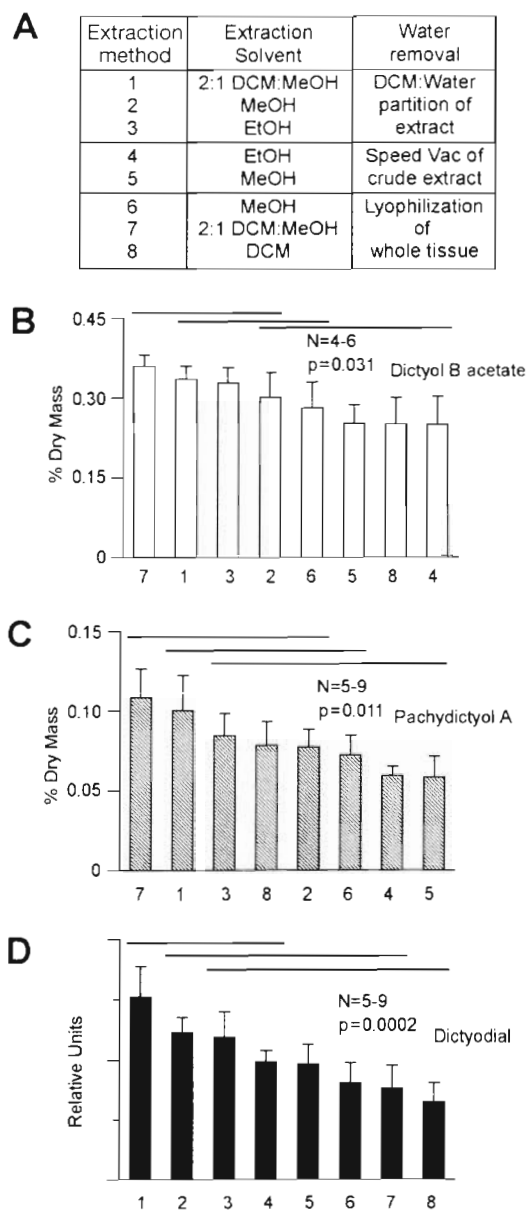 A
Extraction method Extraction Solvent Water removal
1 2:1 DCM:MeOH DCM:Water
2 MeOH partition of
3 EtOH extract
4 EtOH Speed Vac of
5 MeOH crude extract
6 MeOH Lyophilization
7 2:1 DCM:MeOH of
8 DCM whole tissue
B
0.45
N=4-6
p=0.031
Dictyol B acetate
0.30
% Dry Mass
0.15
0
7 1 3 2 6 5 8 4
C
0.15
N=5-9
p=0.011
Pachydictyol A
0.10
% Dry Mass
0.05
0
7 1 3 8 2 6 4 5
D
N=5-9
p=0.0002
Dictyodial
Relative Units
1 2 3 4 5 6 7 8